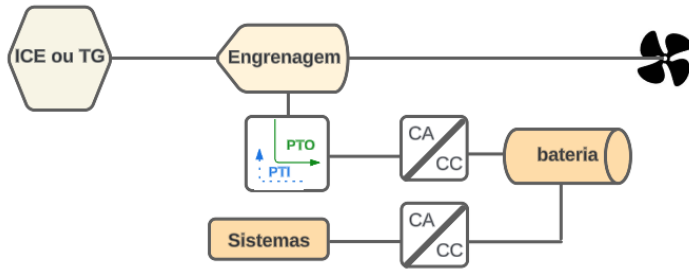 ICE ou TG
Engrenagem
PTO
PTI
CA
CC
bateria
Sistemas
CA
CC